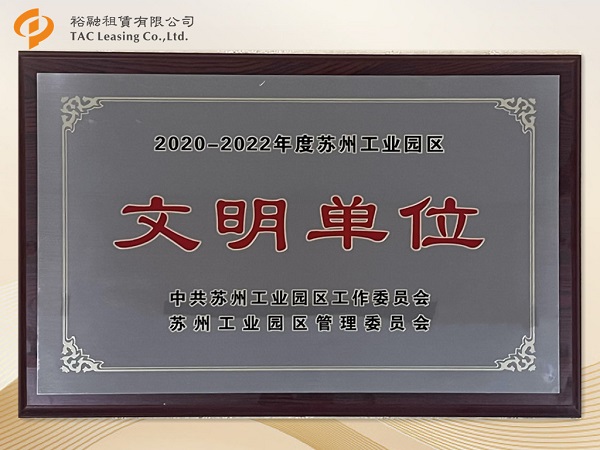 裕融租賃有限公司
TAC Leasing Co.,Ltd.
2020-2022年度苏州工业园区
文明单位
中共苏州工业园区工作委员会
苏州工业园区管理委员会